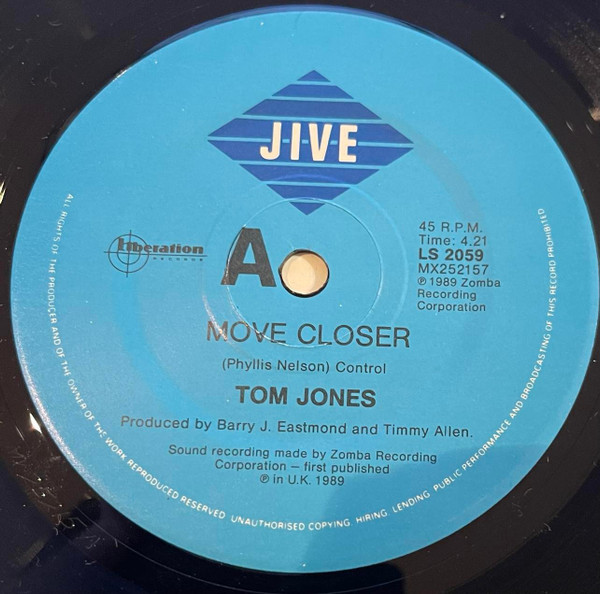 JIVE
Liberation
RECORDS
A
45 R.P.M.
Time: 4.21
LS 2059
MX252157
℗ 1989 Zomba
Recording
Corporation
MOVE CLOSER
(Phyllis Nelson) Control
TOM JONES
Produced by Barry J. Eastmond and Timmy Allen.
Sound recording made by Zomba Recording
Corporation – first published
℗ in U.K. 1989
ALL RIGHTS OF THE PRODUCER AND OF THE OWNER OF THE WORK REPRODUCED RESERVED. UNAUTHORISED COPYING, HIRING, LENDING, PUBLIC PERFORMANCE AND BROADCASTING OF THIS RECORD PROHIBITED